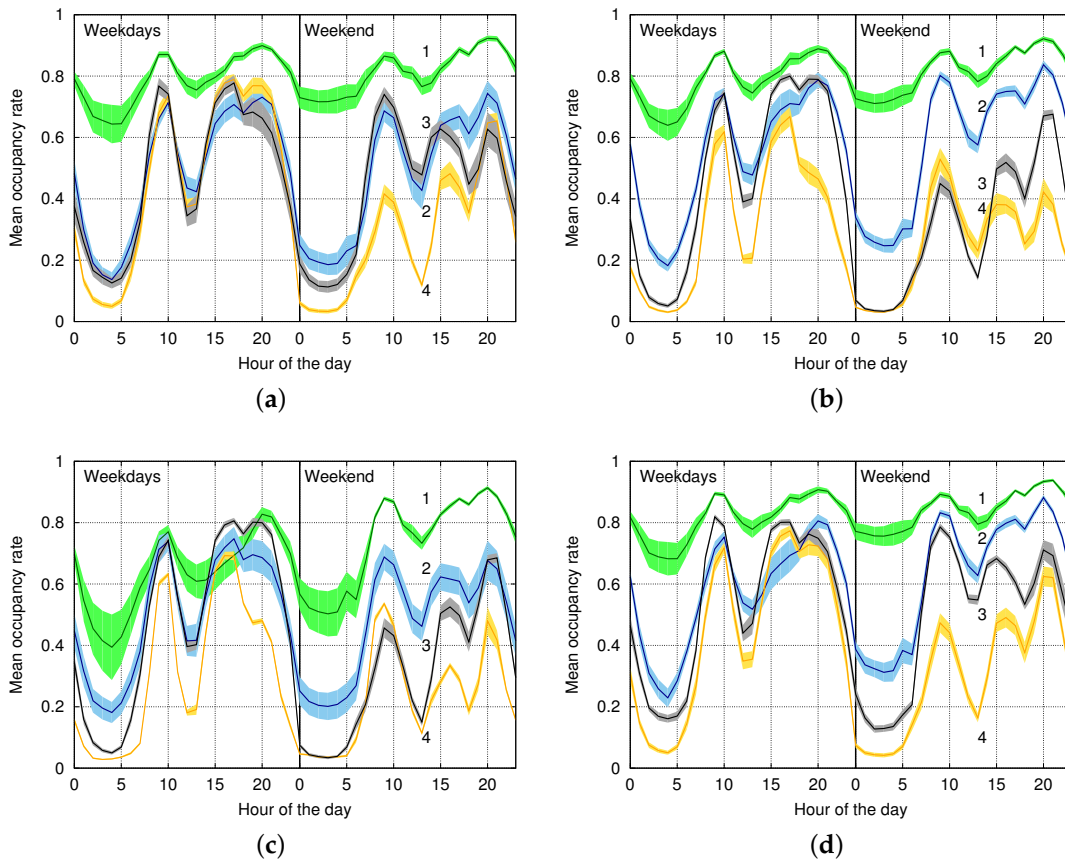 Weekdays Weekend
1
3
2
4
Mean occupancy rate
0 0.2 0.4 0.6 0.8 1
0 5 10 15 20 0 5 10 15 20
Hour of the day
(a)
Weekdays Weekend
1
2
3
4
Mean occupancy rate
0 0.2 0.4 0.6 0.8 1
0 5 10 15 20 0 5 10 15 20
Hour of the day
(b)
Weekdays Weekend
1
2
3
4
Mean occupancy rate
0 0.2 0.4 0.6 0.8 1
0 5 10 15 20 0 5 10 15 20
Hour of the day
(c)
Weekdays Weekend
1
2
3
4
Mean occupancy rate
0 0.2 0.4 0.6 0.8 1
0 5 10 15 20 0 5 10 15 20
Hour of the day
(d)